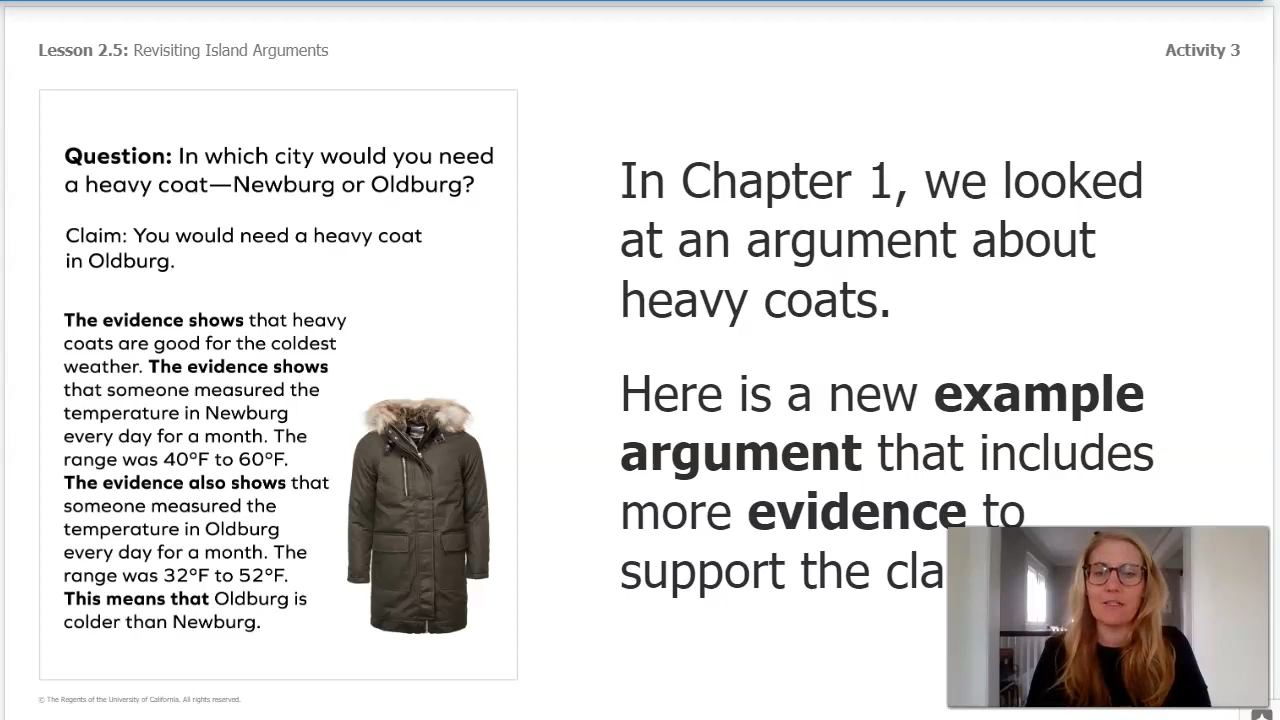 Lesson 2.5: Revisiting Island Arguments
Activity 3
Question: In which city would you need
a heavy coat—Newburg or Oldburg?
Claim: You would need a heavy coat
in Oldburg.
The evidence shows that heavy
coats are good for the coldest
weather. The evidence shows
that someone measured the
temperature in Newburg
every day for a month. The
range was 40°F to 60°F.
The evidence also shows that
someone measured the
temperature in Oldburg
every day for a month. The
range was 32°F to 52°F.
This means that Oldburg is
colder than Newburg.
In Chapter 1, we looked
at an argument about
heavy coats.
Here is a new example
argument that includes
more evidence to
support the cla
© The Regents of the University of California. All rights reserved.